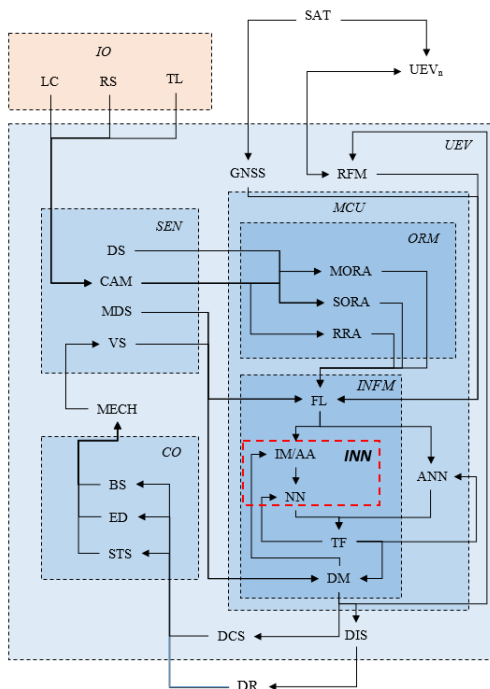 SAT
IO
LC RS TL
UEVn
UEV
GNSS RFM
MCU
SEN
ORM
DS
MORA
CAM
SORA
MDS
RRA
VS
INFM
MECH
FL
CO
IM/AA INN
ANN
BS
NN
ED
TF
STS
DM
DCS DIS
DR